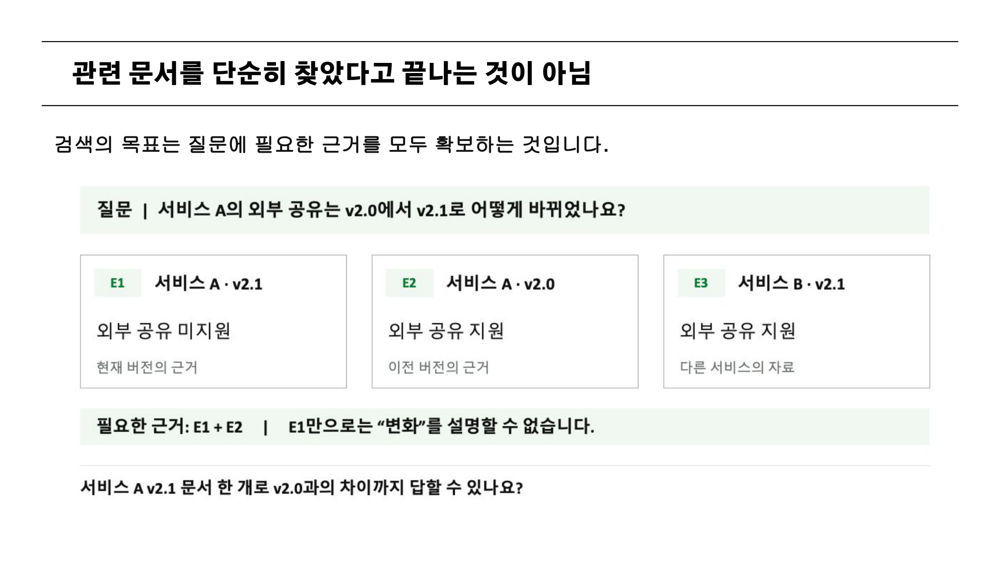 관련 문서를 단순히 찾았다고 끝나는 것이 아님
검색의 목표는 질문에 필요한 근거를 모두 확보하는 것입니다.
질문 | 서비스 A의 외부 공유는 v2.0에서 v2.1로 어떻게 바뀌었나요?
E1 서비스 A · v2.1
외부 공유 미지원
현재 버전의 근거
E2 서비스 A · v2.0
외부 공유 지원
이전 버전의 근거
E3 서비스 B · v2.1
외부 공유 지원
다른 서비스의 자료
필요한 근거: E1 + E2 | E1만으로는 “변화”를 설명할 수 없습니다.
서비스 A v2.1 문서 한 개로 v2.0과의 차이까지 답할 수 있나요?